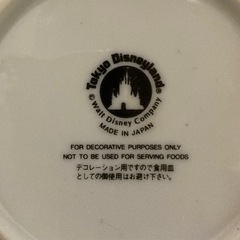 Tokyo Disneyland®
© Walt Disney Company
MADE IN JAPAN
FOR DECORATIVE PURPOSES ONLY
NOT TO BE USED FOR SERVING FOODS
デコレーション用ですので食用皿
としての御使用はお避け下さい。